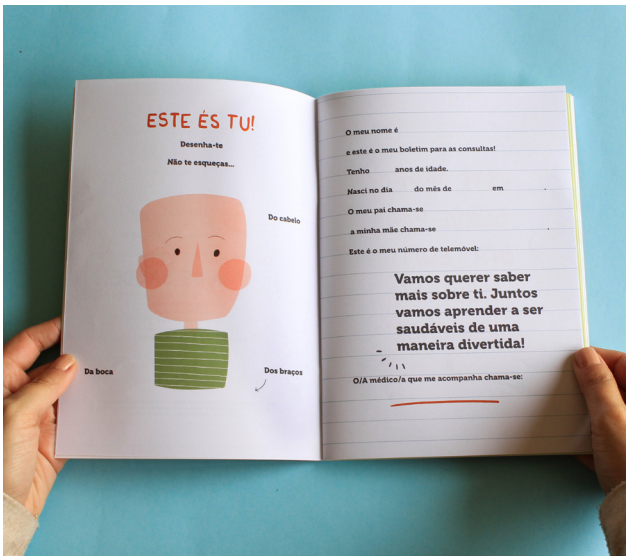 ESTE ÉS TU!
Desenha-te
Não te esqueças...
Do cabelo
Da boca
Dos braços
O meu nome é
e este é o meu boletim para as consultas!
Tenho anos de idade.
Nasci no dia do mês de em .
O meu pai chama-se
a minha mãe chama-se .
Este é o meu número de telemóvel:
Vamos querer saber
mais sobre ti. Juntos
vamos aprender a ser
saudáveis de uma
maneira divertida!
O/A médico/a que me acompanha chama-se: